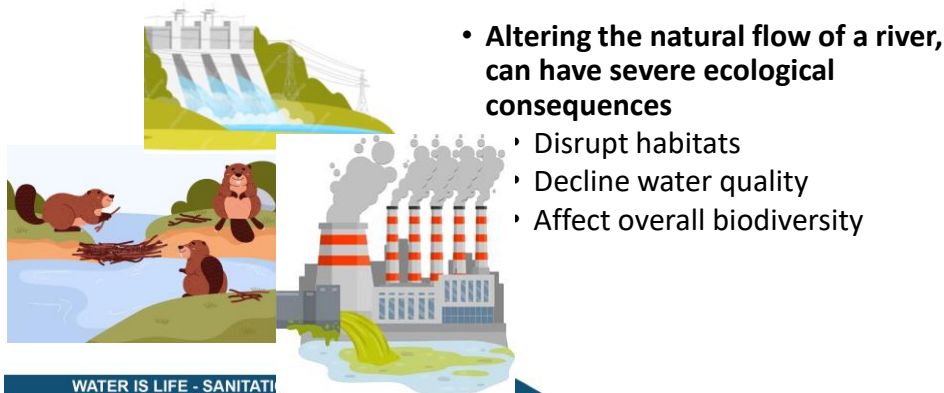 • Altering the natural flow of a river,
can have severe ecological
consequences
• Disrupt habitats
• Decline water quality
• Affect overall biodiversity
WATER IS LIFE - SANITATI